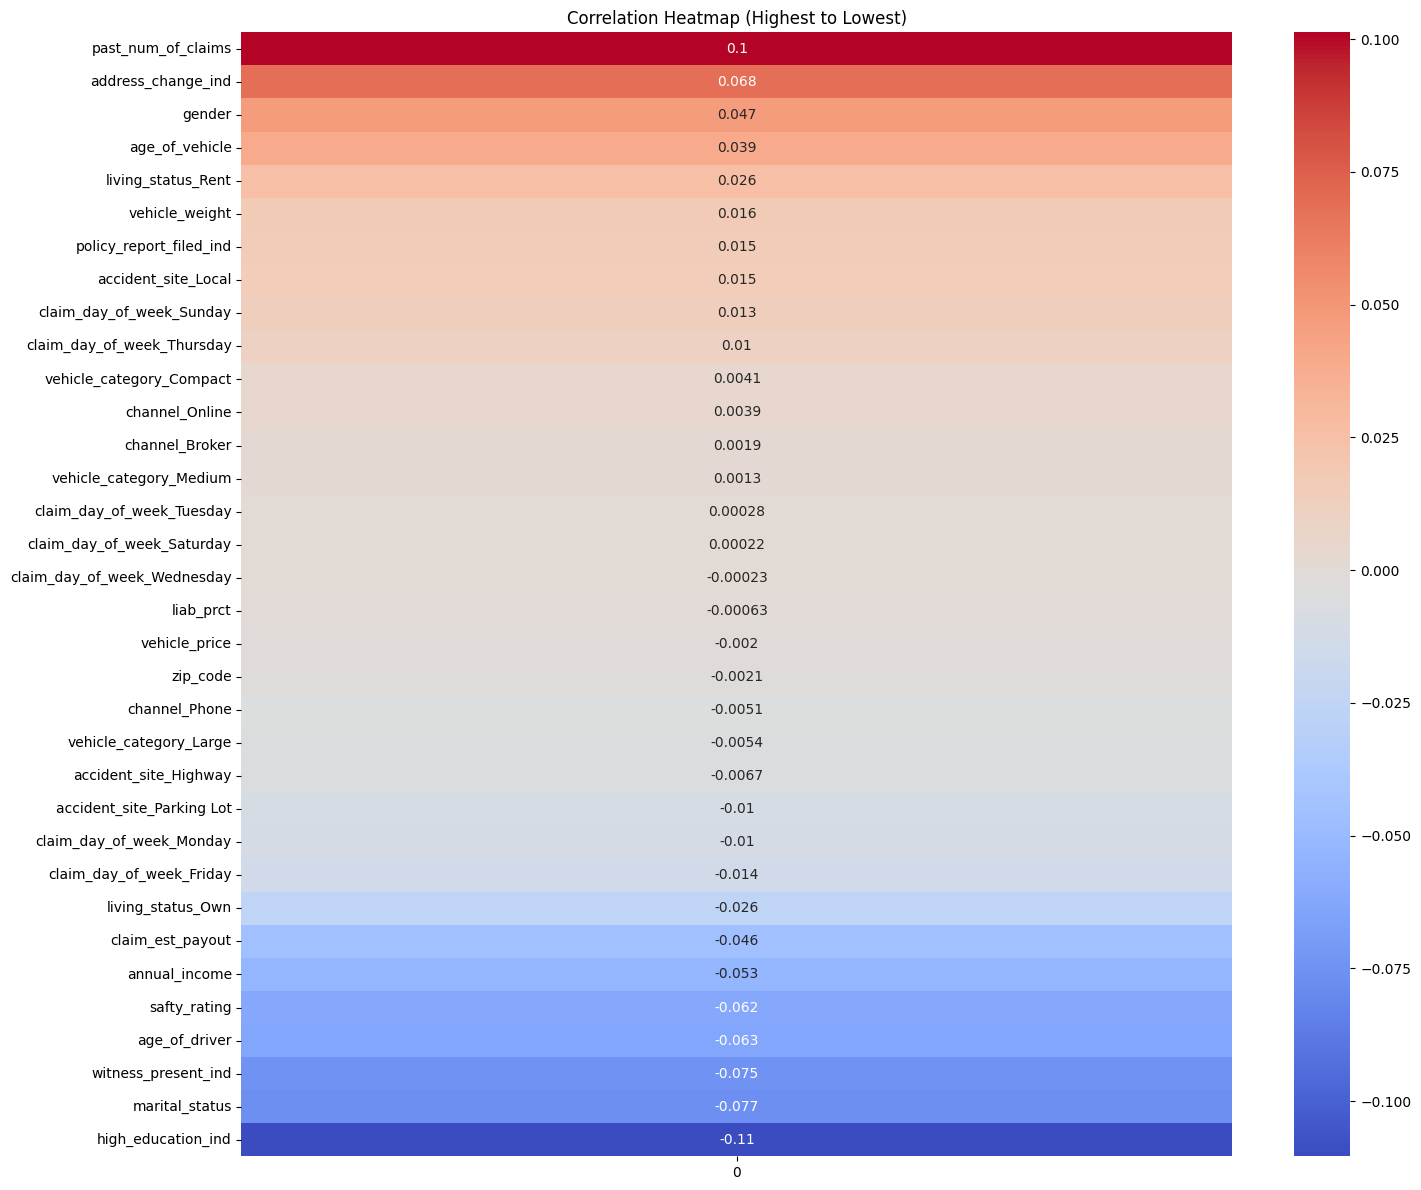 Correlation Heatmap (Highest to Lowest)
past_num_of_claims 0.1
address_change_ind 0.068
gender 0.047
age_of_vehicle 0.039
living_status_Rent 0.026
vehicle_weight 0.016
policy_report_filed_ind 0.015
accident_site_Local 0.015
claim_day_of_week_Sunday 0.013
claim_day_of_week_Thursday 0.01
vehicle_category_Compact 0.0041
channel_Online 0.0039
channel_Broker 0.0019
vehicle_category_Medium 0.0013
claim_day_of_week_Tuesday 0.00028
claim_day_of_week_Saturday 0.00022
claim_day_of_week_Wednesday -0.00023
liab_prct -0.00063
vehicle_price -0.002
zip_code -0.0021
channel_Phone -0.0051
vehicle_category_Large -0.0054
accident_site_Highway -0.0067
accident_site_Parking Lot -0.01
claim_day_of_week_Monday -0.01
claim_day_of_week_Friday -0.014
living_status_Own -0.026
claim_est_payout -0.046
annual_income -0.053
safty_rating -0.062
age_of_driver -0.063
witness_present_ind -0.075
marital_status -0.077
high_education_ind -0.11
0
0.100
0.075
0.050
0.025
0.000
−0.025
−0.050
−0.075
−0.100